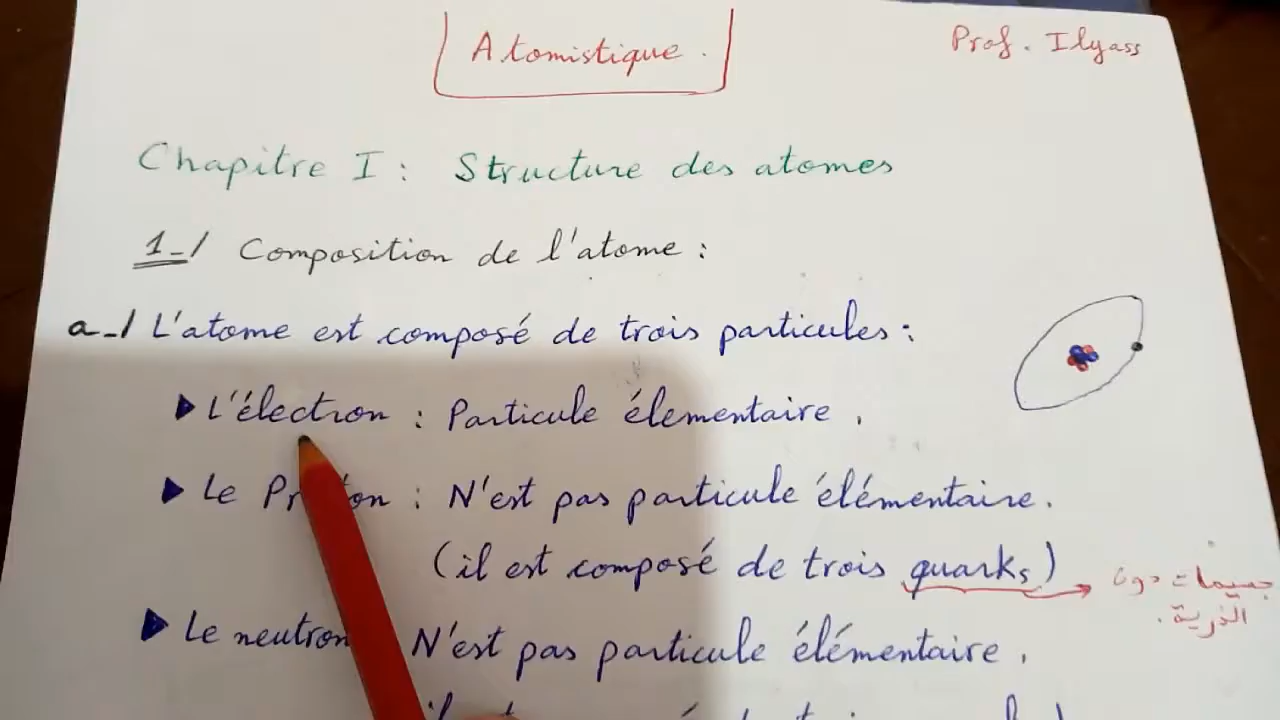 Atomistique.
Prof. Ilyass
Chapitre I : Structure des atomes
1-/ Composition de l'atome :
a-/ L'atome est composé de trois particules :
L'électron : Particule élementaire.
Le : N'est pas particule élémentaire.
(il est composé de trois quarks)
جسيمات دون
الذرية.
Le neutron N'est pas particule élémentaire.